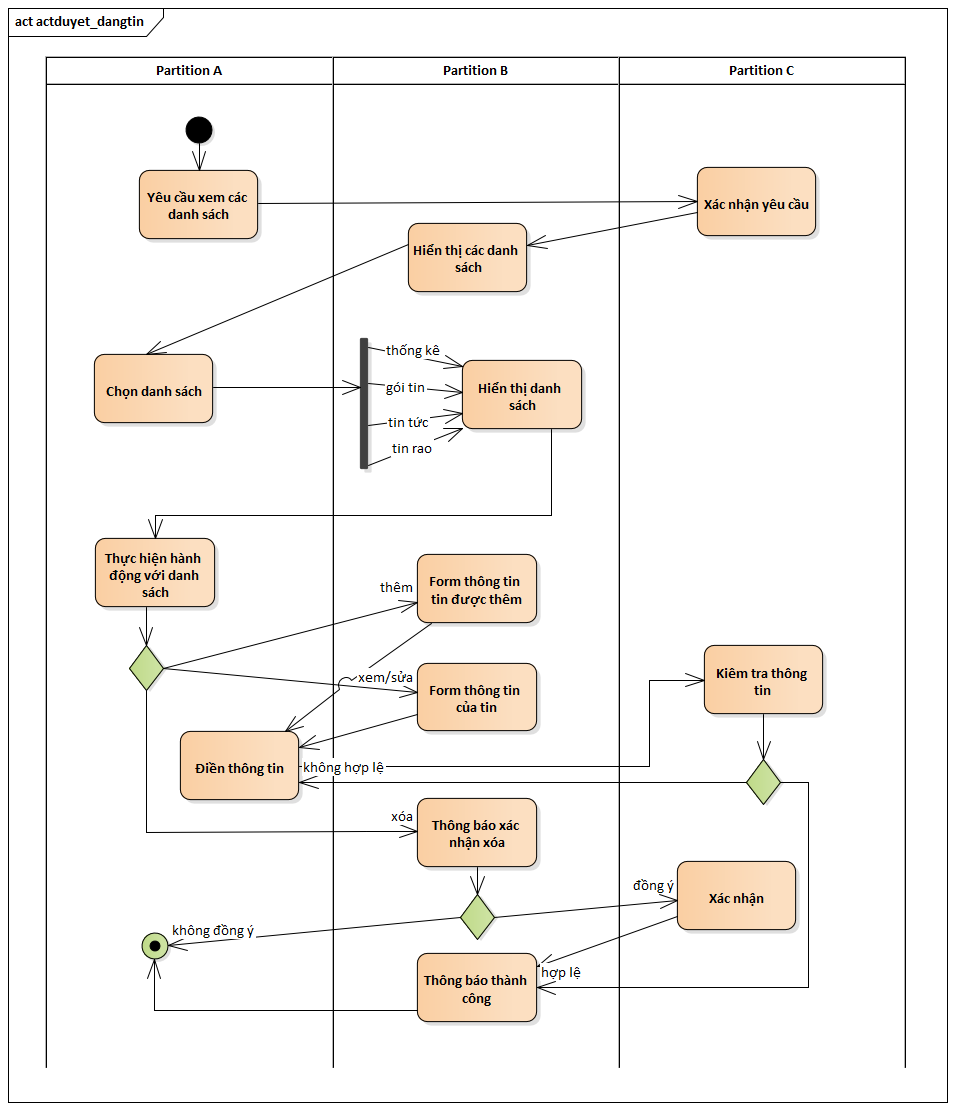 act actduyet_dangtin
Partition A
Partition B
Partition C
Yêu cầu xem các
danh sách
Xác nhận yêu cầu
Hiển thị các danh
sách
Chọn danh sách
thống kê
gói tin
tin tức
tin rao
Hiển thị danh
sách
Thực hiện hành
động với danh
sách
thêm
Form thông tin
tin được thêm
xem/sửa
Form thông tin
của tin
Kiêm tra thông
tin
Điền thông tin
không hợp lệ
xóa
Thông báo xác
nhận xóa
đồng ý
Xác nhận
không đồng ý
hợp lệ
Thông báo thành
công